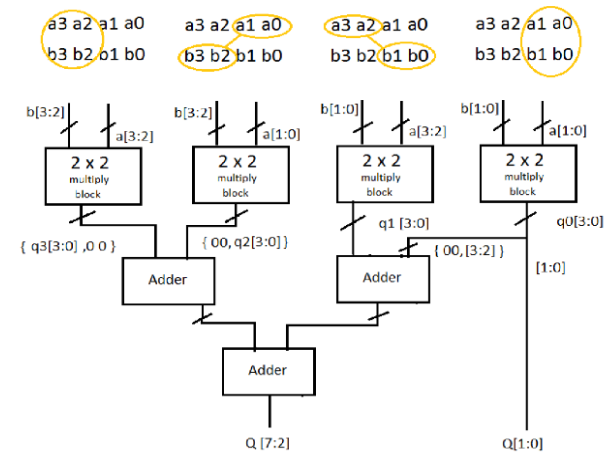 a3 a2 a1 a0 a3 a2 a1 a0 a3 a2 a1 a0 a3 a2 a1 a0
b3 b2 b1 b0 b3 b2 b1 b0 b3 b2 b1 b0 b3 b2 b1 b0
b[3:2] b[3:2] b[1:0] b[1:0]
a[3:2] a[1:0] a[3:2] a[1:0]
2 x 2 2 x 2 2 x 2 2 x 2
multiply multiply multiply multiply
block block block block
q1 [3:0] q0[3:0]
{ q3[3:0] ,0 0 } { 00, q2[3:0] } { 00, [3:2] }
[1:0]
Adder Adder
Adder
Q [7:2] Q[1:0]